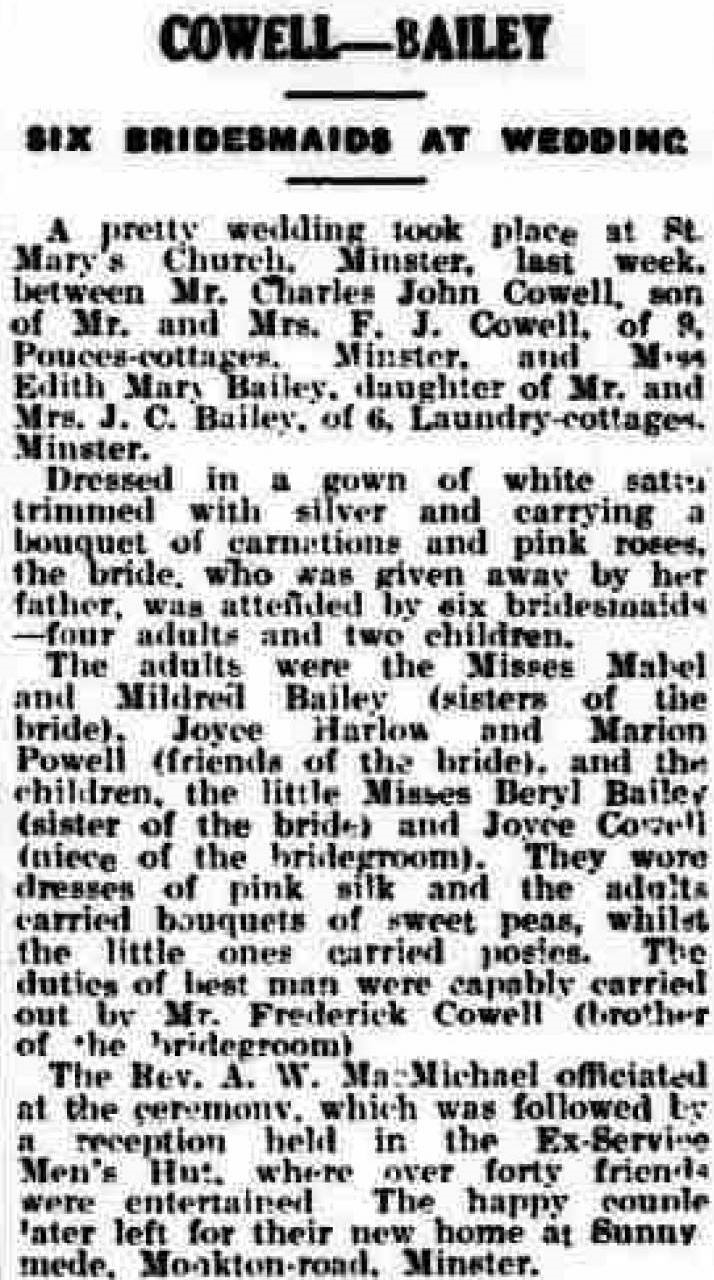 COWELL—BAILEY
SIX BRIDESMAIDS AT WEDDING
A pretty wedding took place at St.
Mary's Church, Minster, last week,
between Mr. Charles John Cowell, son
of Mr. and Mrs. F. J. Cowell, of 9,
Pouces-cottages, Minster, and Miss
Edith Mary Bailey, daughter of Mr. and
Mrs. J. C. Bailey, of 6, Laundry-cottages,
Minster.
Dressed in a gown of white satin
trimmed with silver and carrying a
bouquet of carnations and pink roses,
the bride, who was given away by her
father, was attended by six bridesmaids
—four adults and two children.
The adults were the Misses Mabel
and Mildred Bailey (sisters of the
bride), Joyce Harlow and Marion
Powell (friends of the bride), and the
children, the little Misses Beryl Bailey
(sister of the bride) and Joyce Cowell
(niece of the bridegroom). They wore
dresses of pink silk and the adults
carried bouquets of sweet peas, whilst
the little ones carried posies. The
duties of best man were capably carried
out by Mr. Frederick Cowell (brother
of the bridegroom)
The Rev. A. W. MacMichael officiated
at the ceremony, which was followed by
a reception held in the Ex-Service
Men's Hut, where over forty friends
were entertained The happy couple
later left for their new home at Sunny
mede, Monkton-road, Minster.